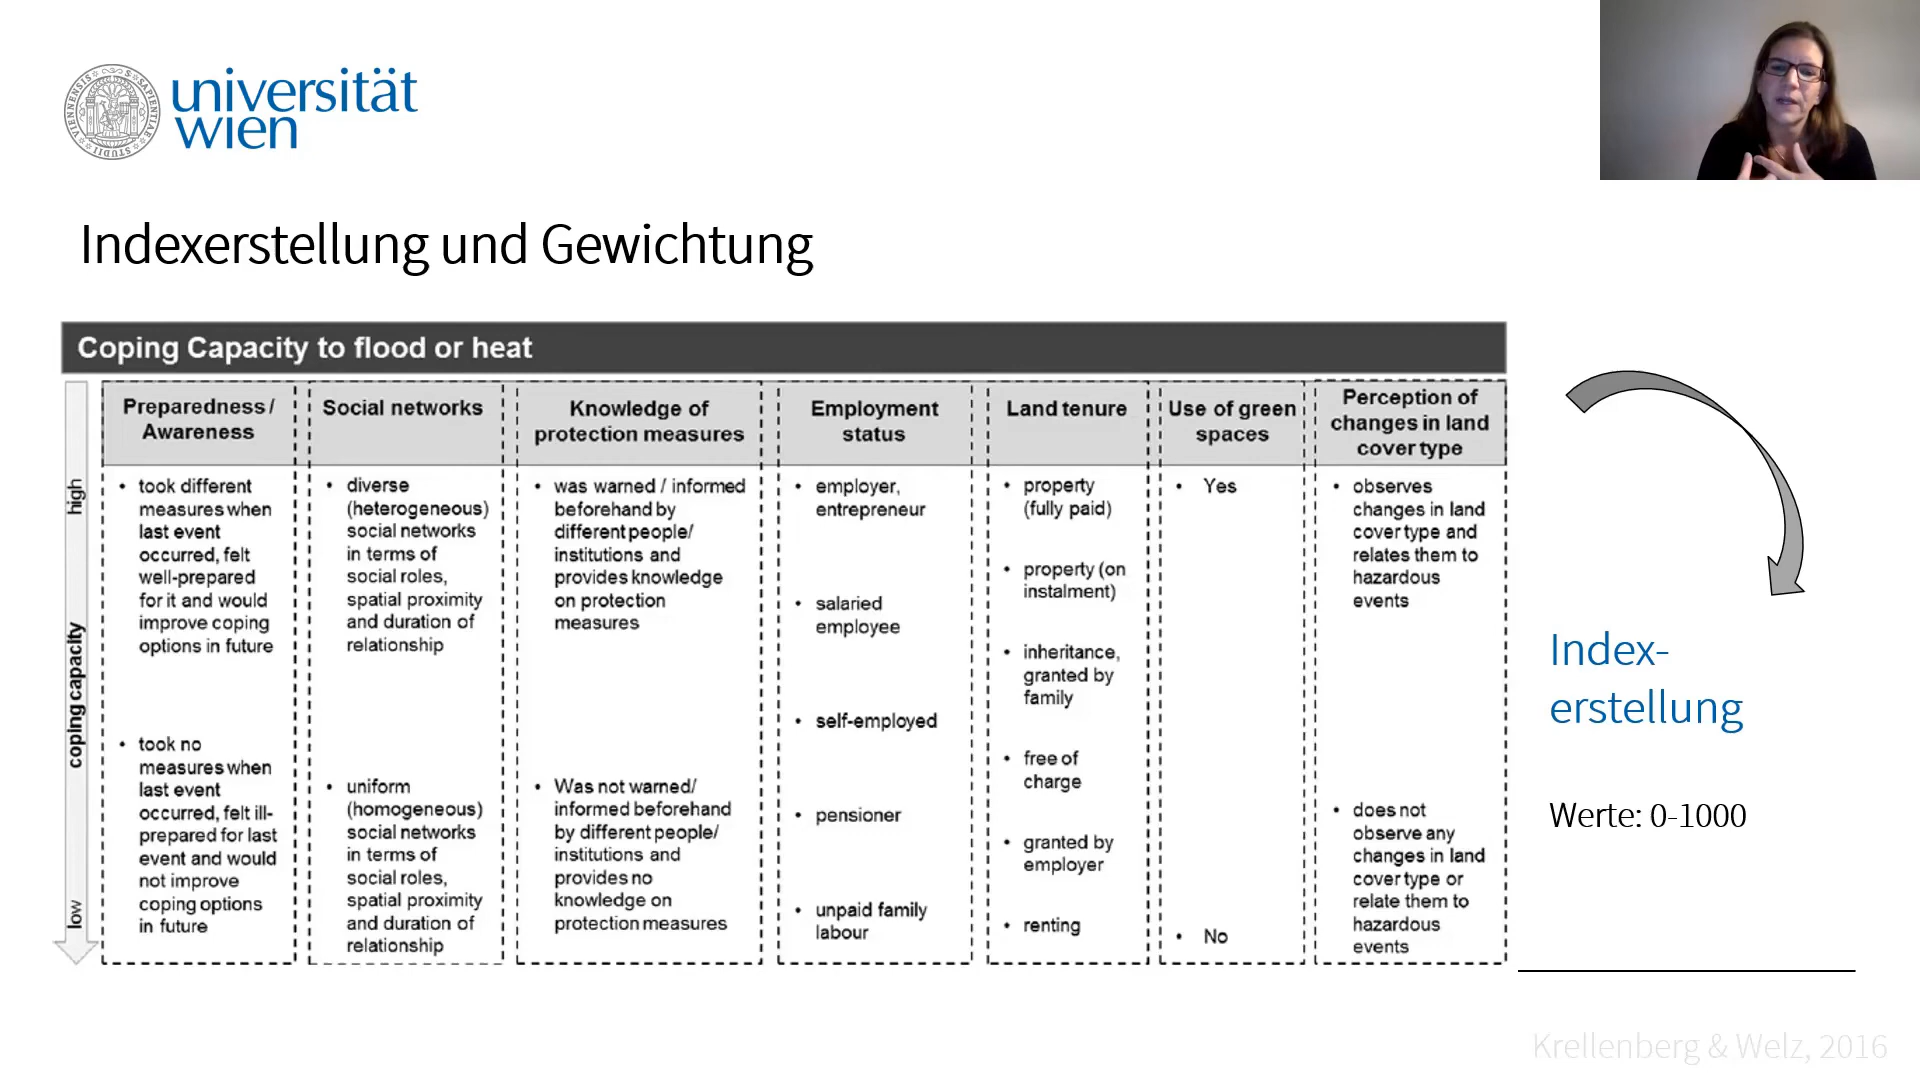 universität
wien
Indexerstellung und Gewichtung
Coping Capacity to flood or heat
high
coping capacity
low
Preparedness /
Awareness
• took different
measures when
last event
occurred, felt
well-prepared
for it and would
improve coping
options in future
• took no
measures when
last event
occurred, felt ill-
prepared for last
event and would
not improve
coping options
in future
Social networks
• diverse
(heterogeneous)
social networks
in terms of
social roles,
spatial proximity
and duration of
relationship
• uniform
(homogeneous)
social networks
in terms of
social roles,
spatial proximity
and duration of
relationship
Knowledge of
protection measures
• was warned / informed
beforehand by
different people/
institutions and
provides knowledge
on protection
measures
• Was not warned/
informed beforehand
by different people/
institutions and
provides no
knowledge on
protection measures
Employment
status
• employer,
entrepreneur
• salaried
employee
• self-employed
• pensioner
• unpaid family
labour
Land tenure
• property
(fully paid)
• property (on
instalment)
• inheritance,
granted by
family
• free of
charge
• granted by
employer
• renting
Use of green
spaces
• Yes
• No
Perception of
changes in land
cover type
• observes
changes in land
cover type and
relates them to
hazardous
events
• does not
observe any
changes in land
cover type or
relate them to
hazardous
events
Index-
erstellung
Werte: 0-1000
Krellenberg & Welz, 2016